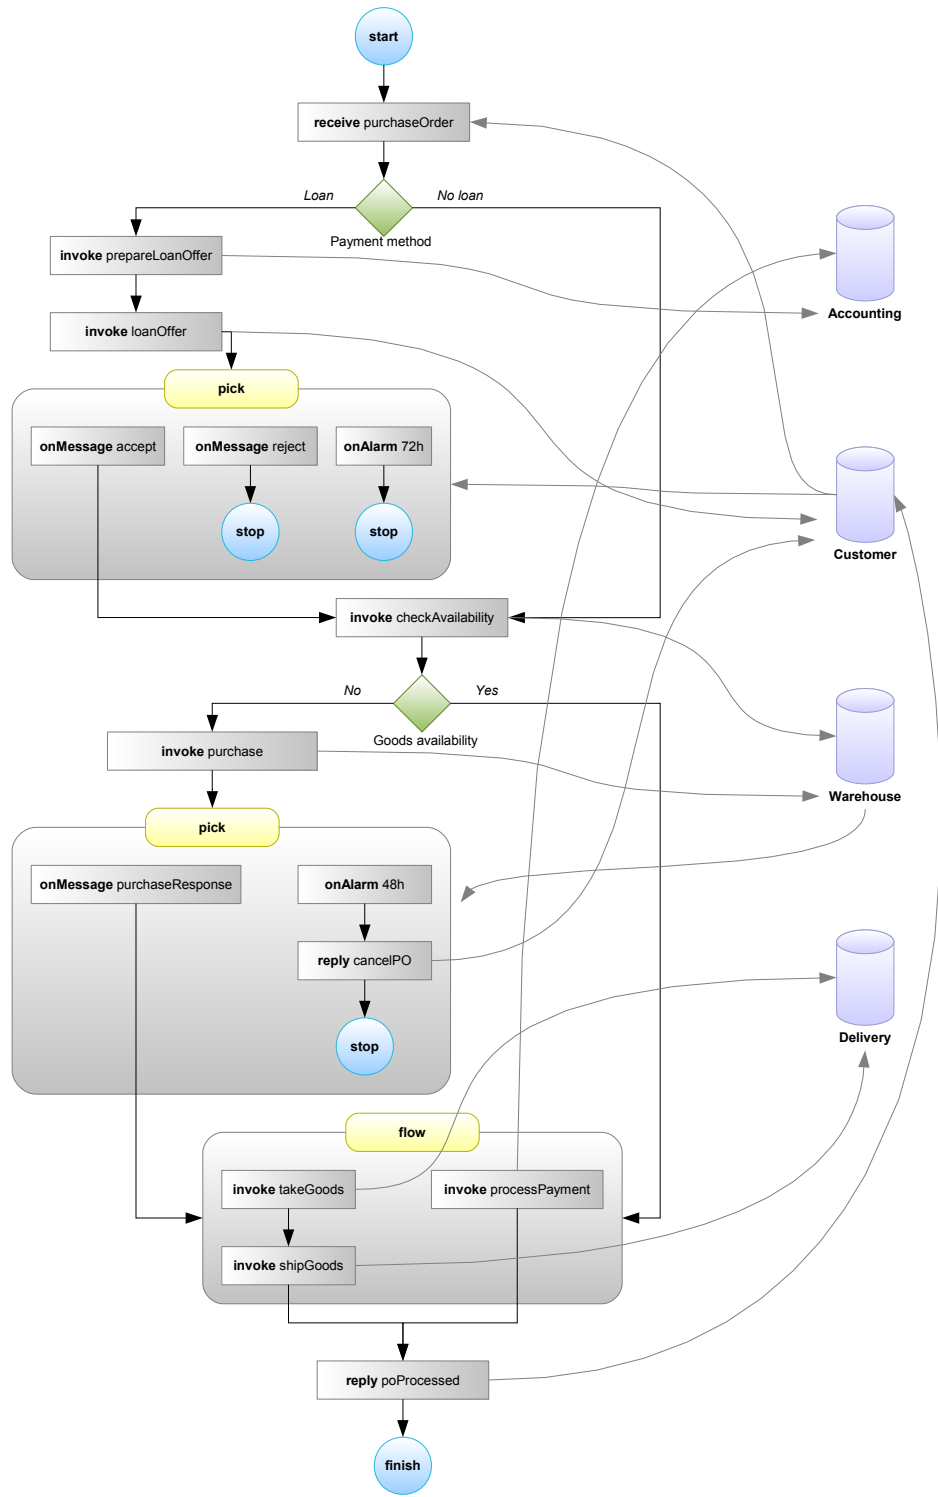 start
receive purchaseOrder
Loan
No loan
Payment method
invoke prepareLoanOffer
Accounting
invoke loanOffer
pick
onMessage accept
onMessage reject
onAlarm 72h
stop
stop
Customer
invoke checkAvailability
No
Yes
Goods availability
invoke purchase
Warehouse
pick
onMessage purchaseResponse
onAlarm 48h
reply cancelPO
stop
Delivery
flow
invoke takeGoods
invoke processPayment
invoke shipGoods
reply poProcessed
finish